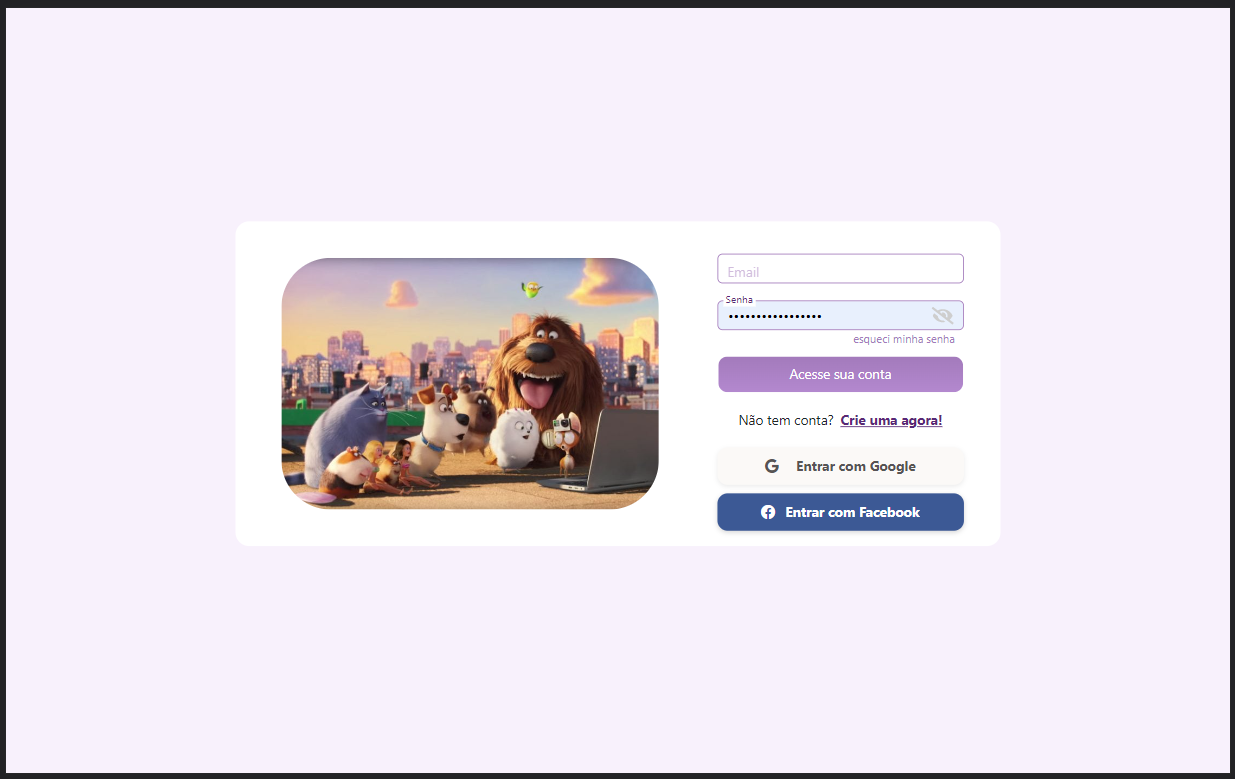 Email
Senha
•••••••••••••••••
esqueci minha senha
Acesse sua conta
Não tem conta? Crie uma agora!
Entrar com Google
Entrar com Facebook